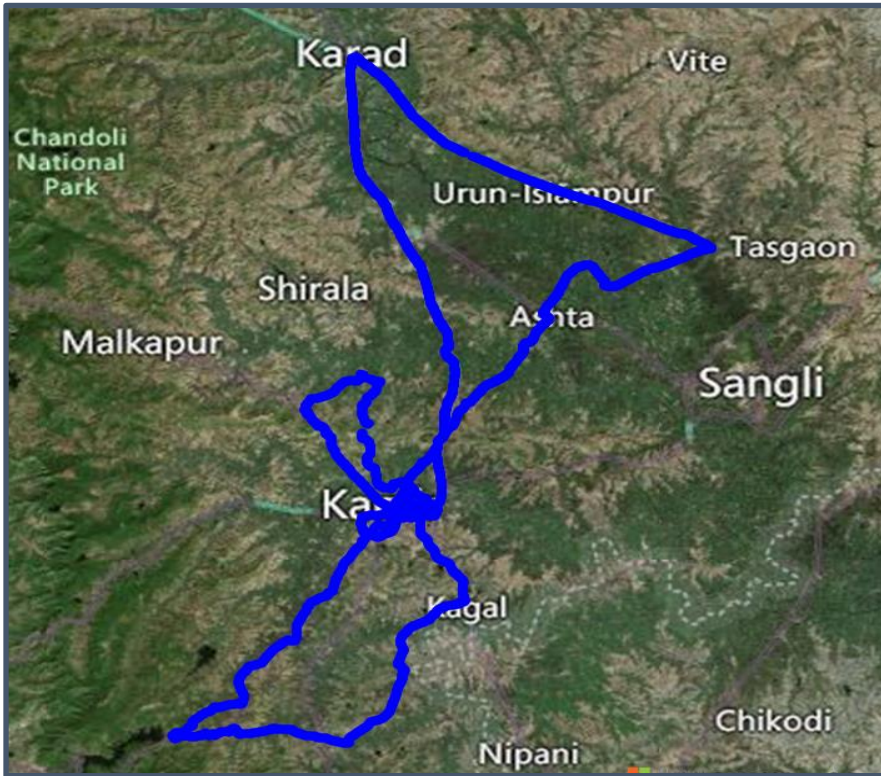 Karad
Vite
Chandoli
National
Park
Urun-Islampur
Tasgaon
Shirala
Ashta
Malkapur
Sangli
Kagal
Chikodi
Nipani